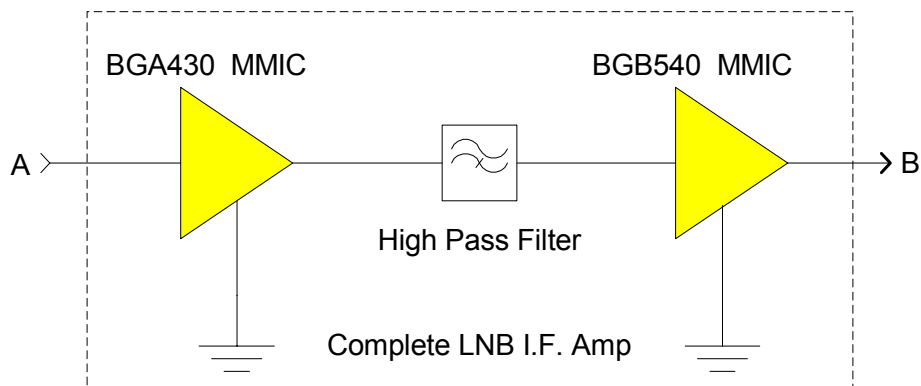 BGA430 MMIC
BGB540 MMIC
A
B
High Pass Filter
Complete LNB I.F. Amp